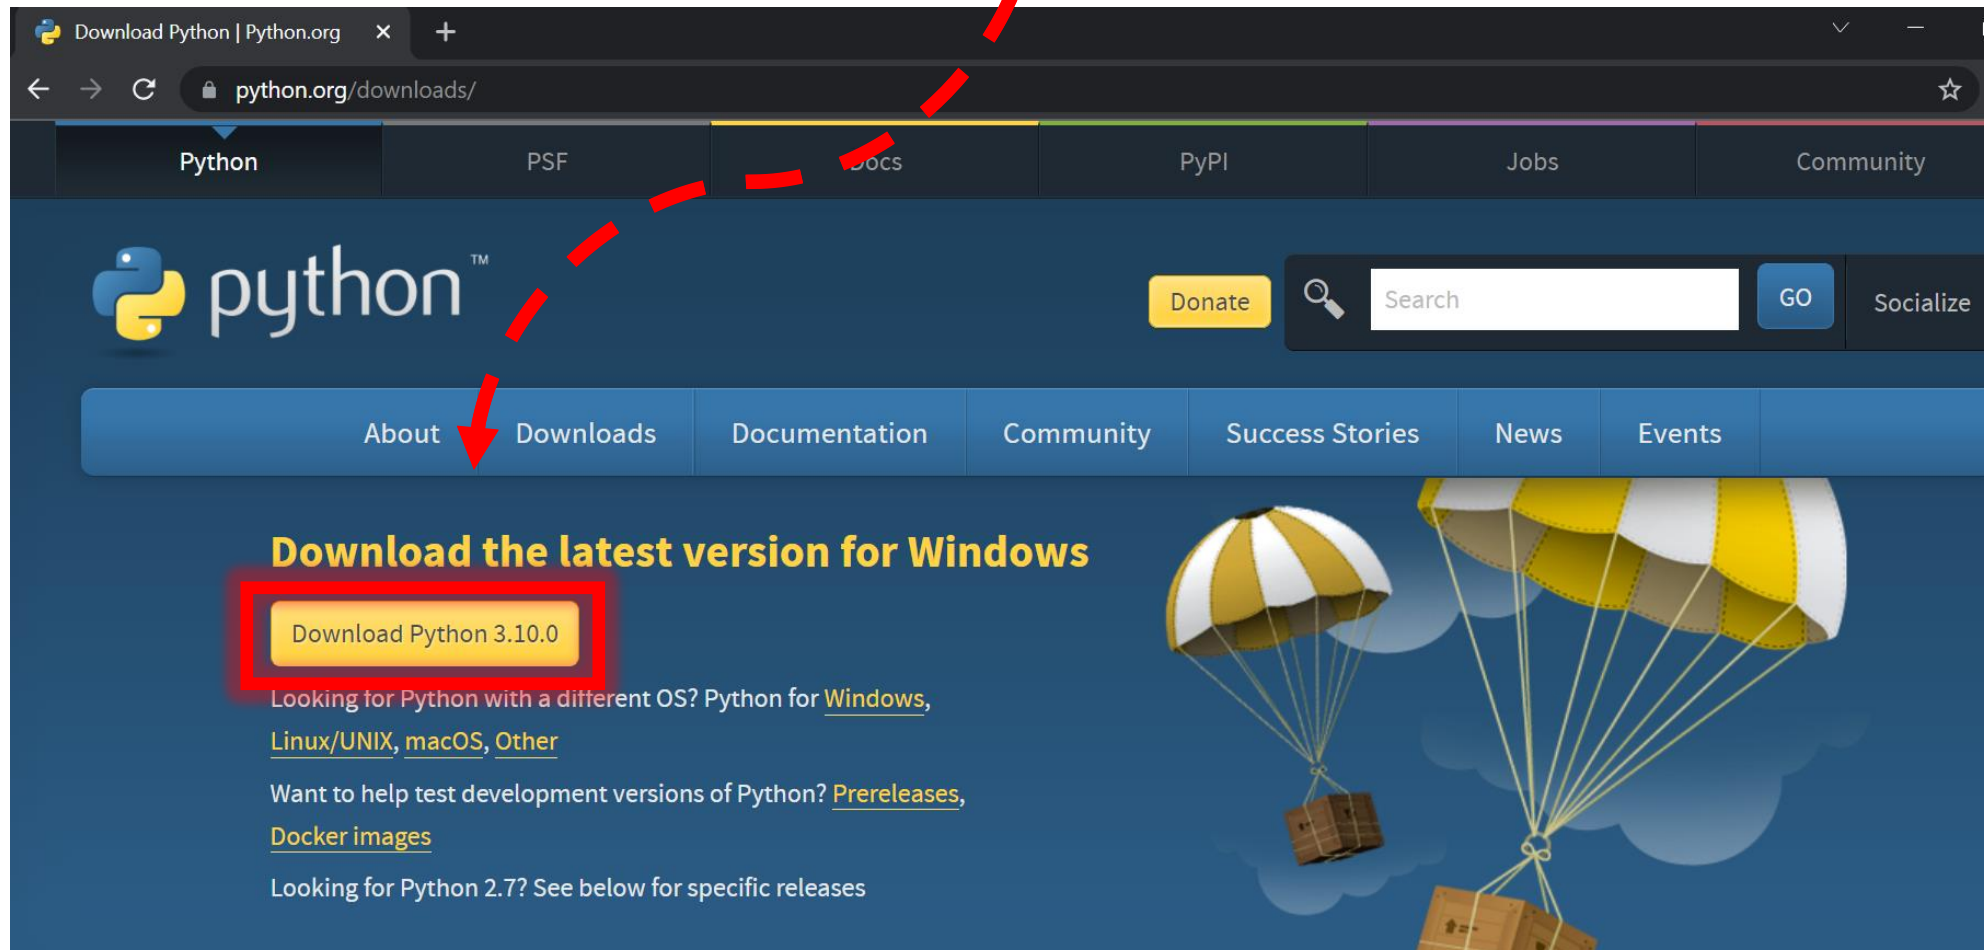 Download Python | Python.org
python.org/downloads/
Python PSF Docs PyPI Jobs Community
python™
Donate Search GO Socialize
About Downloads Documentation Community Success Stories News Events
Download the latest version for Windows
Download Python 3.10.0
Looking for Python with a different OS? Python for Windows,
Linux/UNIX, macOS, Other
Want to help test development versions of Python? Prereleases,
Docker images
Looking for Python 2.7? See below for specific releases